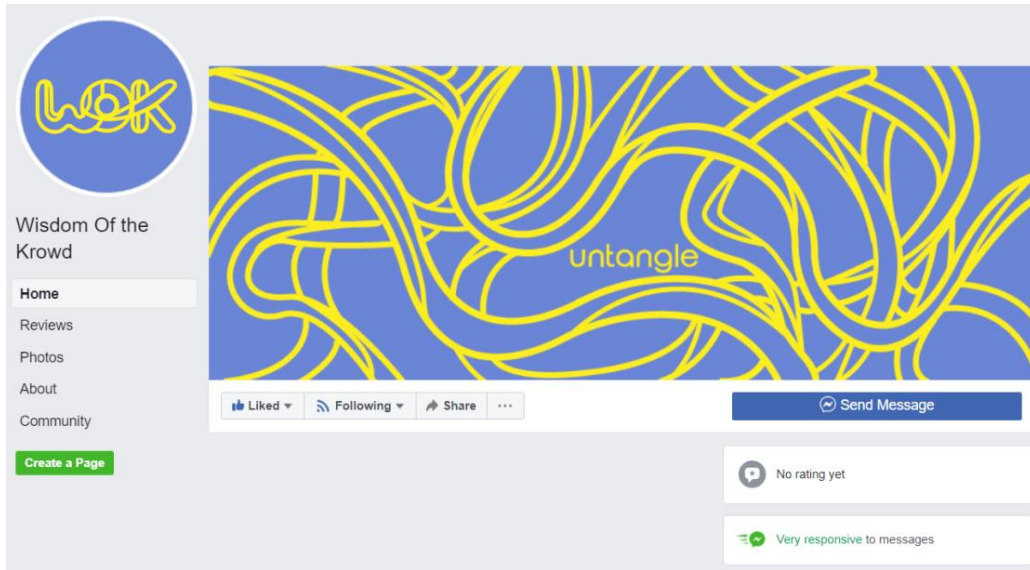 WOK
Wisdom Of the
Krowd
Home
Reviews
Photos
About
Community
Create a Page
untangle
Liked
Following
Share
Send Message
No rating yet
Very responsive to messages